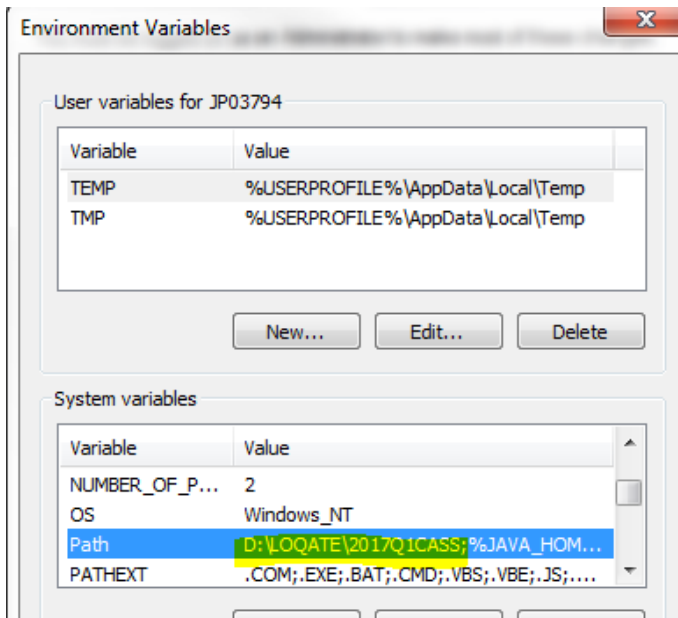 Environment Variables
User variables for JP03794
Variable Value
TEMP %USERPROFILE%\AppData\Local\Temp
TMP %USERPROFILE%\AppData\Local\Temp
New... Edit... Delete
System variables
Variable Value
NUMBER_OF_P... 2
OS Windows_NT
Path D:\LOQATE\2017Q1CASS;%JAVA_HOM...
PATHEXT .COM;.EXE;.BAT;.CMD;.VBS;.VBE;.JS;....